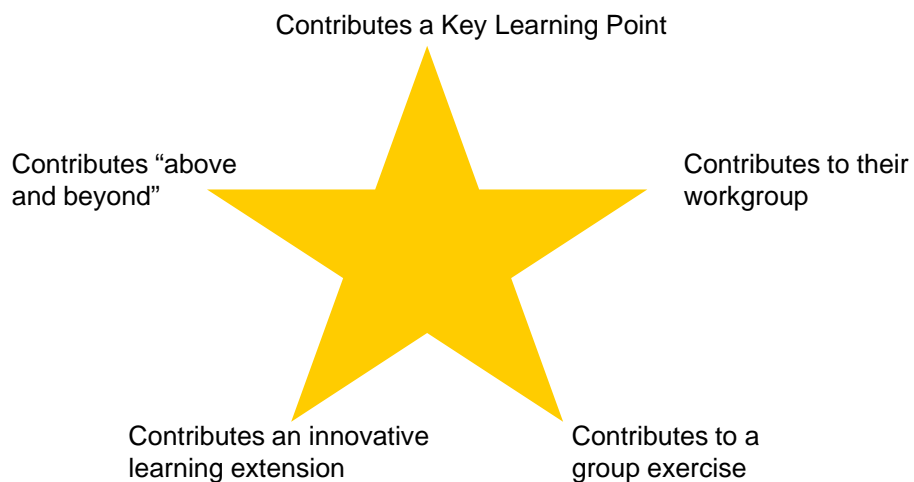 Contributes a Key Learning Point
Contributes “above
and beyond”
Contributes to their
workgroup
Contributes an innovative
learning extension
Contributes to a
group exercise